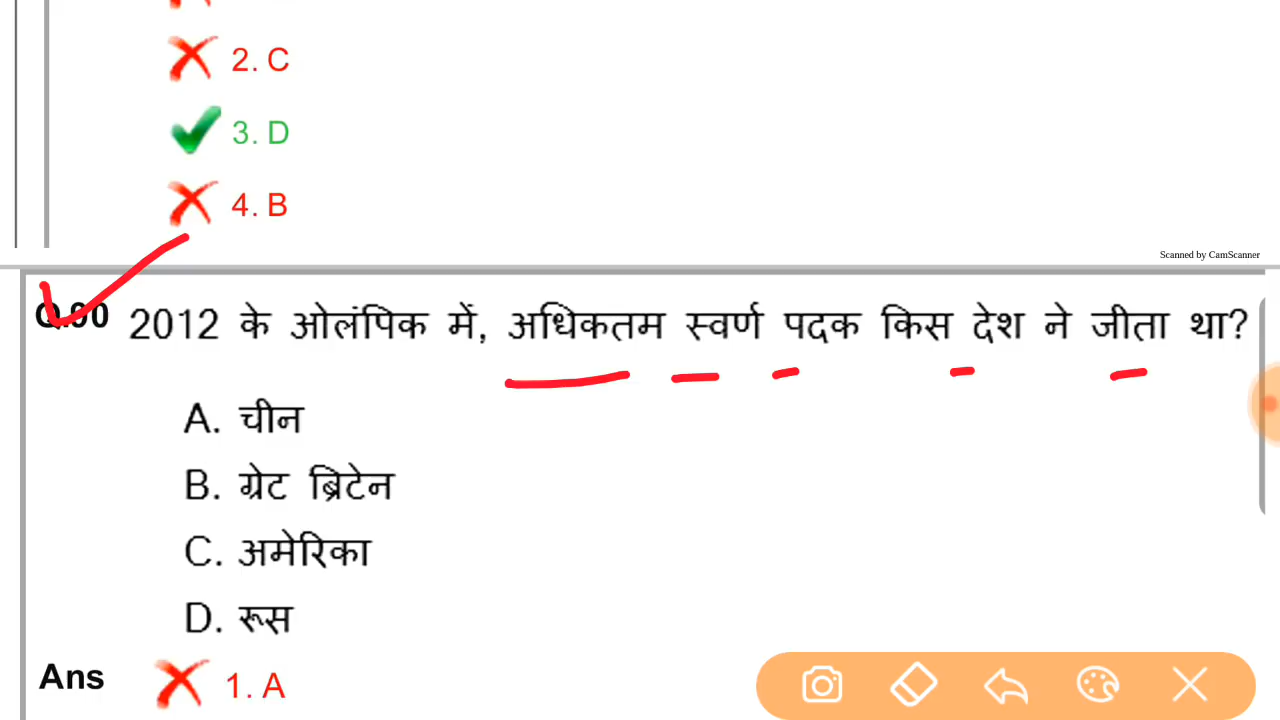 2. C
3. D
4. B
Scanned by CamScanner
Q.90 2012 के ओलंपिक में, अधिकतम स्वर्ण पदक किस देश ने जीता था?
A. चीन
B. ग्रेट ब्रिटेन
C. अमेरिका
D. रूस
Ans 1. A